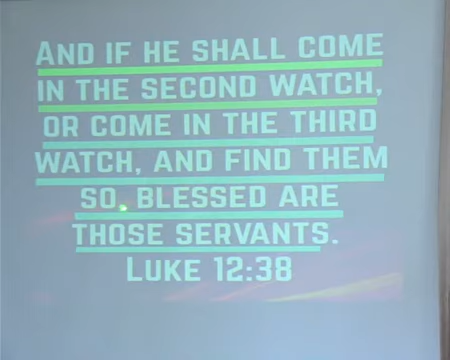 AND IF HE SHALL COME
IN THE SECOND WATCH,
OR COME IN THE THIRD
WATCH, AND FIND THEM
SO, BLESSED ARE
THOSE SERVANTS.
LUKE 12:38